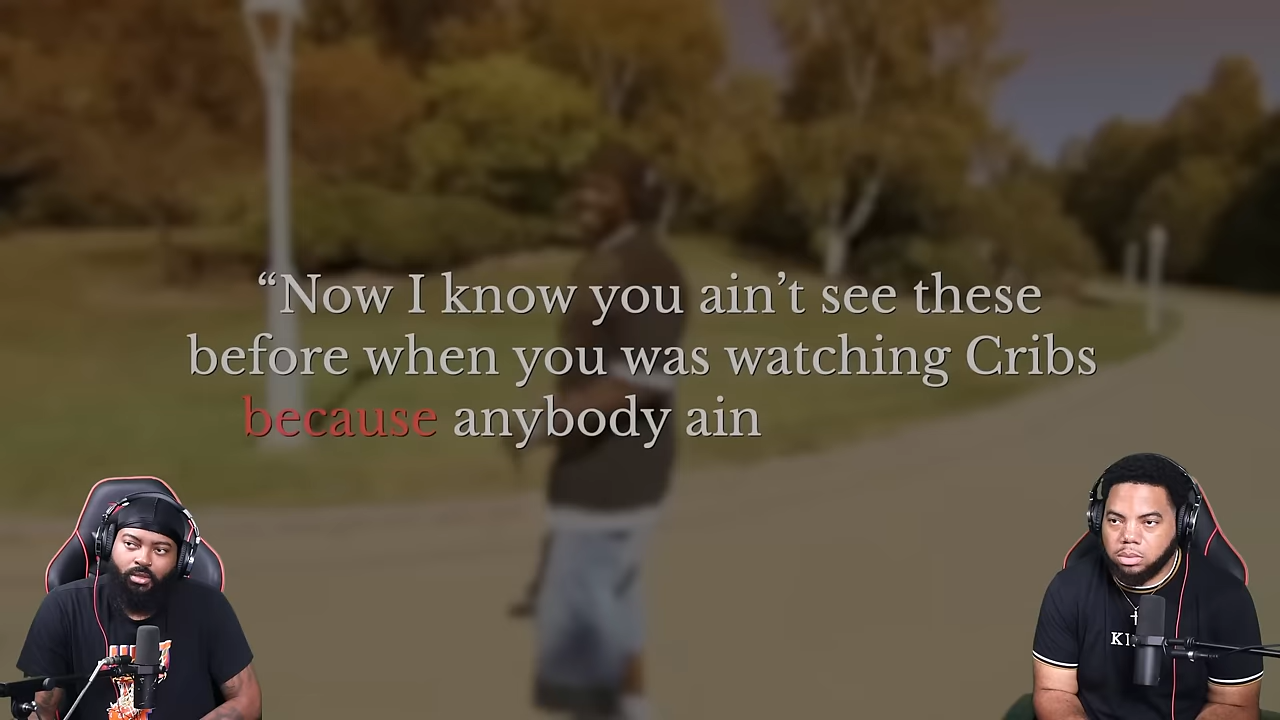 “Now I know you ain’t see these
before when you was watching Cribs
because anybody ain